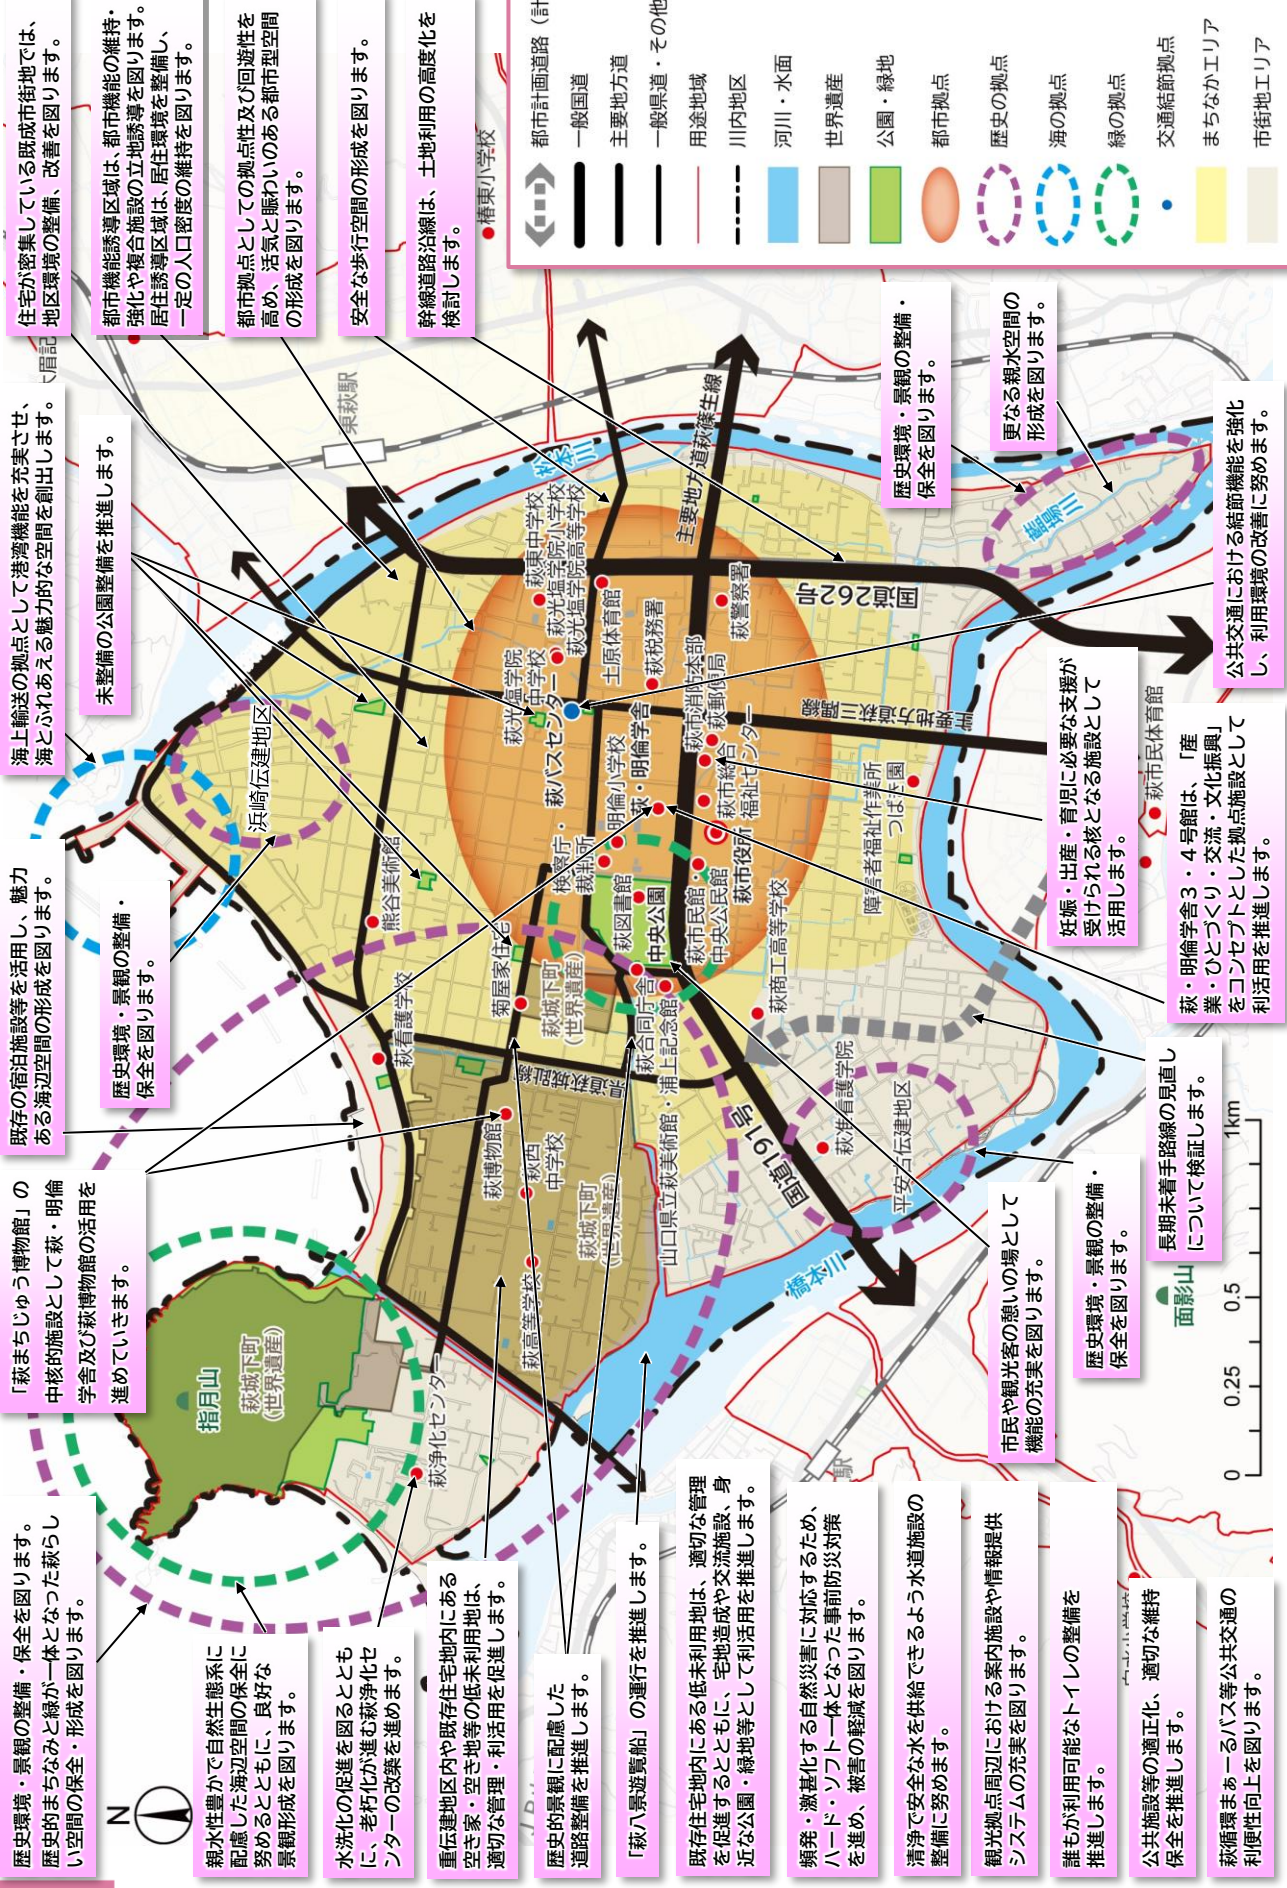 歴史環境・景観の整備・保全を図ります。
歴史的まちなみと緑が一体となった萩らし
い空間の保全・形成を図ります。
「萩まちじゅう博物館」の
中核的施設として萩・明倫
学舎及び萩博物館の活用を
進めていきます。
既存の宿泊施設等を活用し、魅力
ある海辺空間の形成を図ります。
歴史環境・景観の整備・
保全を図ります。
海上輸送の拠点として港湾機能を充実させ、
海とふれあえる魅力的な空間を創出します。
未整備の公園整備を推進します。
住宅が密集している既成市街地では、
地区環境の整備、改善を図ります。
都市機能誘導区域は、都市機能の維持・
強化や複合施設の立地誘導を図ります。
居住誘導区域は、居住環境を整備し、
一定の人口密度の維持を図ります。
都市拠点としての拠点性及び回遊性を
高め、活気と賑わいのある都市型空間
の形成を図ります。
安全な歩行空間の形成を図ります。
幹線道路沿線は、土地利用の高度化を
検討します。
N
親水性豊かで自然生態系に
配慮した海辺空間の保全に
努めるとともに、良好な
景観形成を図ります。
水洗化の促進を図るととも
に、老朽化が進む萩浄化セ
ンターの改築を進めます。
重伝建地区内や既存住宅地内にある
空き家・空き地等の低未利用地は、
適切な管理・利活用を促進します。
歴史的景観に配慮した
道路整備を推進します。
「萩八景遊覧船」の運行を推進します。
既存住宅地内にある低未利用地は、適切な管理
を促進するとともに、宅地造成や交流施設、身
近な公園・緑地等として利活用を推進します。
頻発・激甚化する自然災害に対応するため、
ハード・ソフト一体となった事前防災対策
を進め、被害の軽減を図ります。
清浄で安全な水を供給できるよう水道施設の
整備に努めます。
観光拠点周辺における案内施設や情報提供
システムの充実を図ります。
誰もが利用可能なトイレの整備を
推進します。
公共施設等の適正化、適切な維持
保全を推進します。
萩循環まぁーるバス等公共交通の
利便性向上を図ります。
指月山
萩城下町
(世界遺産)
萩浄化センター
萩高等学校
萩城下町
(世界遺産)
萩西
中学校
萩博物館
県道萩城趾線
萩看護学校
熊谷美術館
浜崎伝建地区
菊屋家住宅
萩城下町
(世界遺産)
萩合同庁舎
山口県立萩美術館・浦上記念館
萩図書館
中央公園
検察庁・
裁判所
明倫小学校
萩・明倫学舎
萩市民館・
中央公民館
萩市役所
萩市総合
福祉センター
萩郵便局
萩市消防本部
萩バスセンター
萩光塩学院
中学校
萩東中学校
萩光塩学院小学校
萩光塩学院高等学校
土原体育館
萩税務署
萩警察署
萩商工高等学校
障害者福祉作業所
つばき園
萩准看護学院
平安古伝建地区
国道191号
国道262号
主要地方道萩三隅線
主要地方道萩篠生線
橋本川
松本川
藍場川
東萩駅
椿東小学校
駅
萩市民体育館
面影山
歴史環境・景観の整備・
保全を図ります。
更なる親水空間の
形成を図ります。
公共交通における結節機能を強化
し、利用環境の改善に努めます。
妊娠・出産・育児に必要な支援が
受けられる核となる施設として
活用します。
萩・明倫学舎3・4号館は、「産
業・ひとづくり・交流・文化振興」
をコンセプトとした拠点施設として
利活用を推進します。
長期未着手路線の見直し
について検証します。
歴史環境・景観の整備・
保全を図ります。
市民や観光客の憩いの場として
機能の充実を図ります。
0 0.25 0.5 1km
都市計画道路(計
一般国道
主要地方道
一般県道・その他
用途地域
川内地区
河川・水面
世界遺産
公園・緑地
都市拠点
歴史の拠点
海の拠点
緑の拠点
交通結節拠点
まちなかエリア
市街地エリア